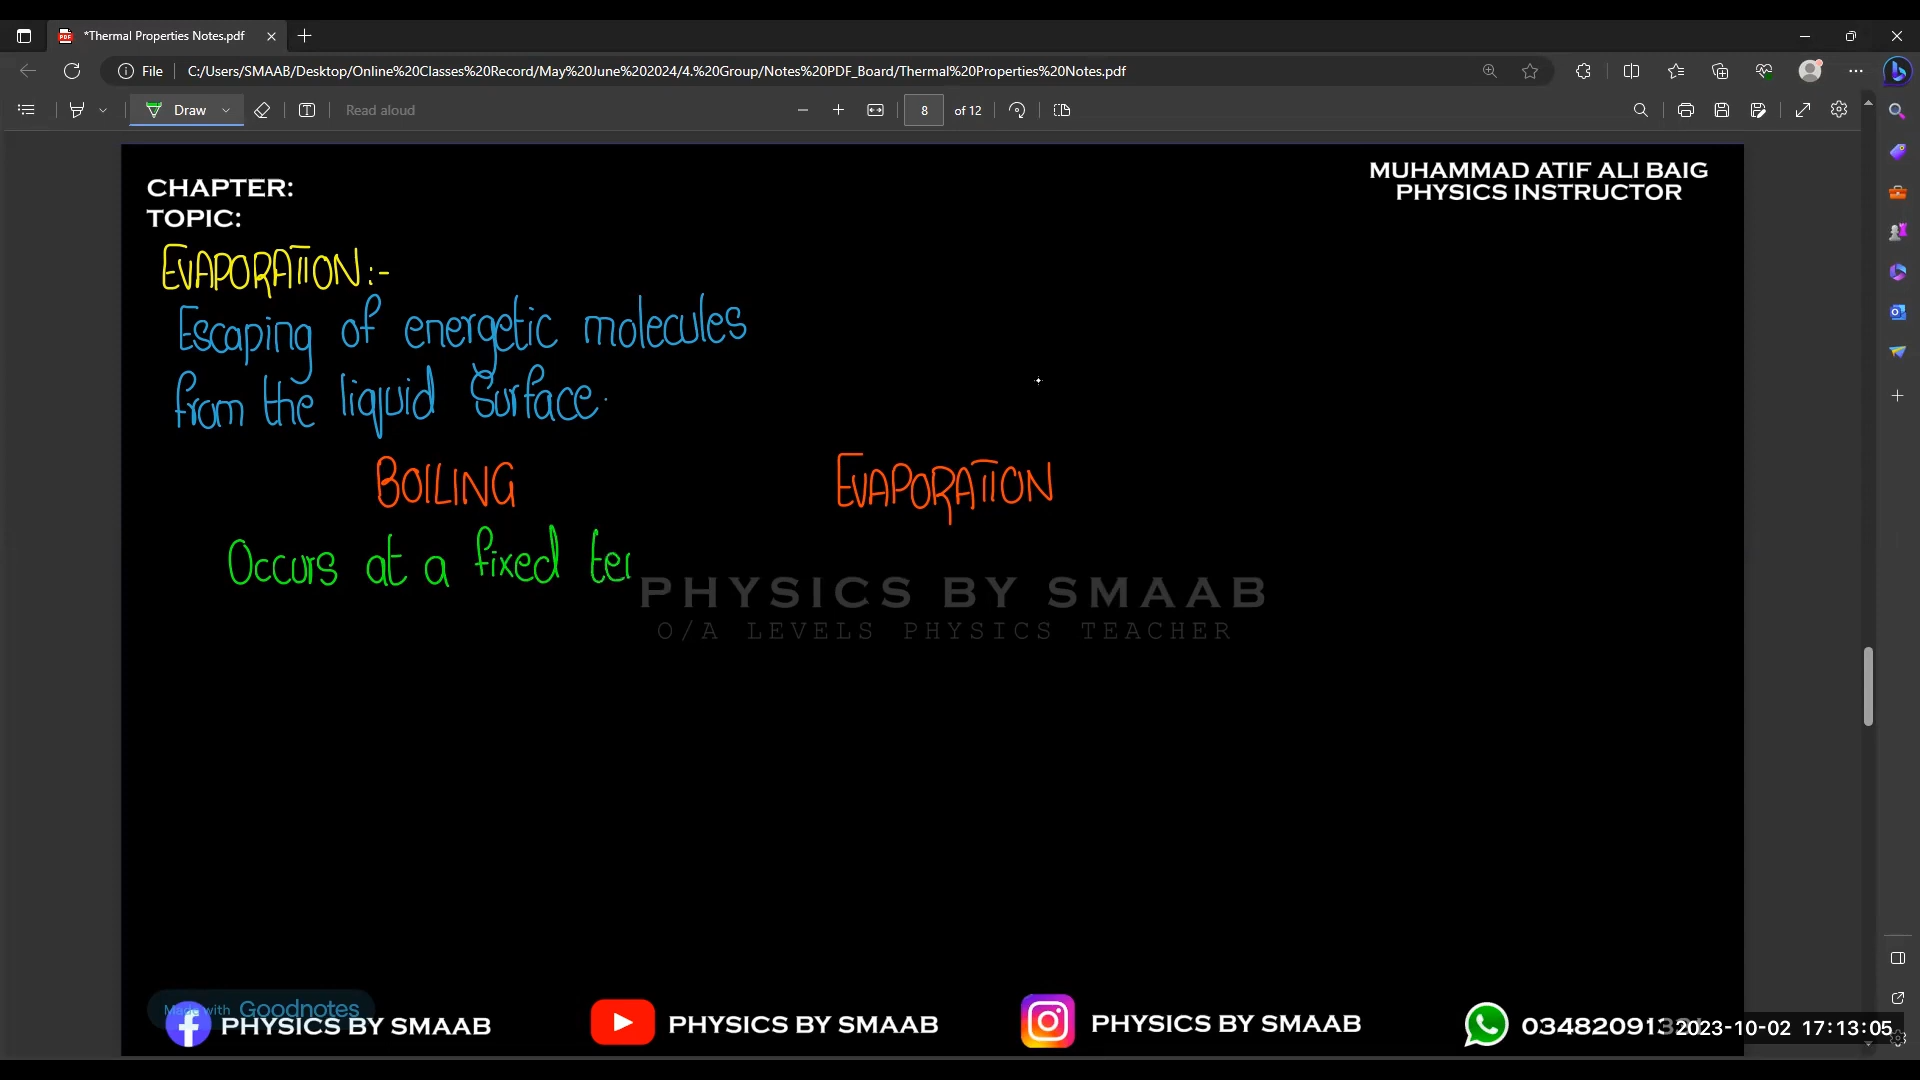 *Thermal Properties Notes.pdf
File
C:/Users/SMAAB/Desktop/Online%20Classes%20Record/May%20June%202024/4.%20Group/Notes%20PDF_Board/Thermal%20Properties%20Notes.pdf
Draw
Read aloud
8 of 12
CHAPTER:
TOPIC:
MUHAMMAD ATIF ALI BAIG
PHYSICS INSTRUCTOR
EVAPORATION:-
Escaping of energetic molecules
from the liquid Surface.
BOILING EVAPORATION
Occurs at a fixed
PHYSICS BY SMAAB
O/A LEVELS PHYSICS TEACHER
Made with Goodnotes
PHYSICS BY SMAAB
PHYSICS BY SMAAB
PHYSICS BY SMAAB
2023-10-02 17:13:05